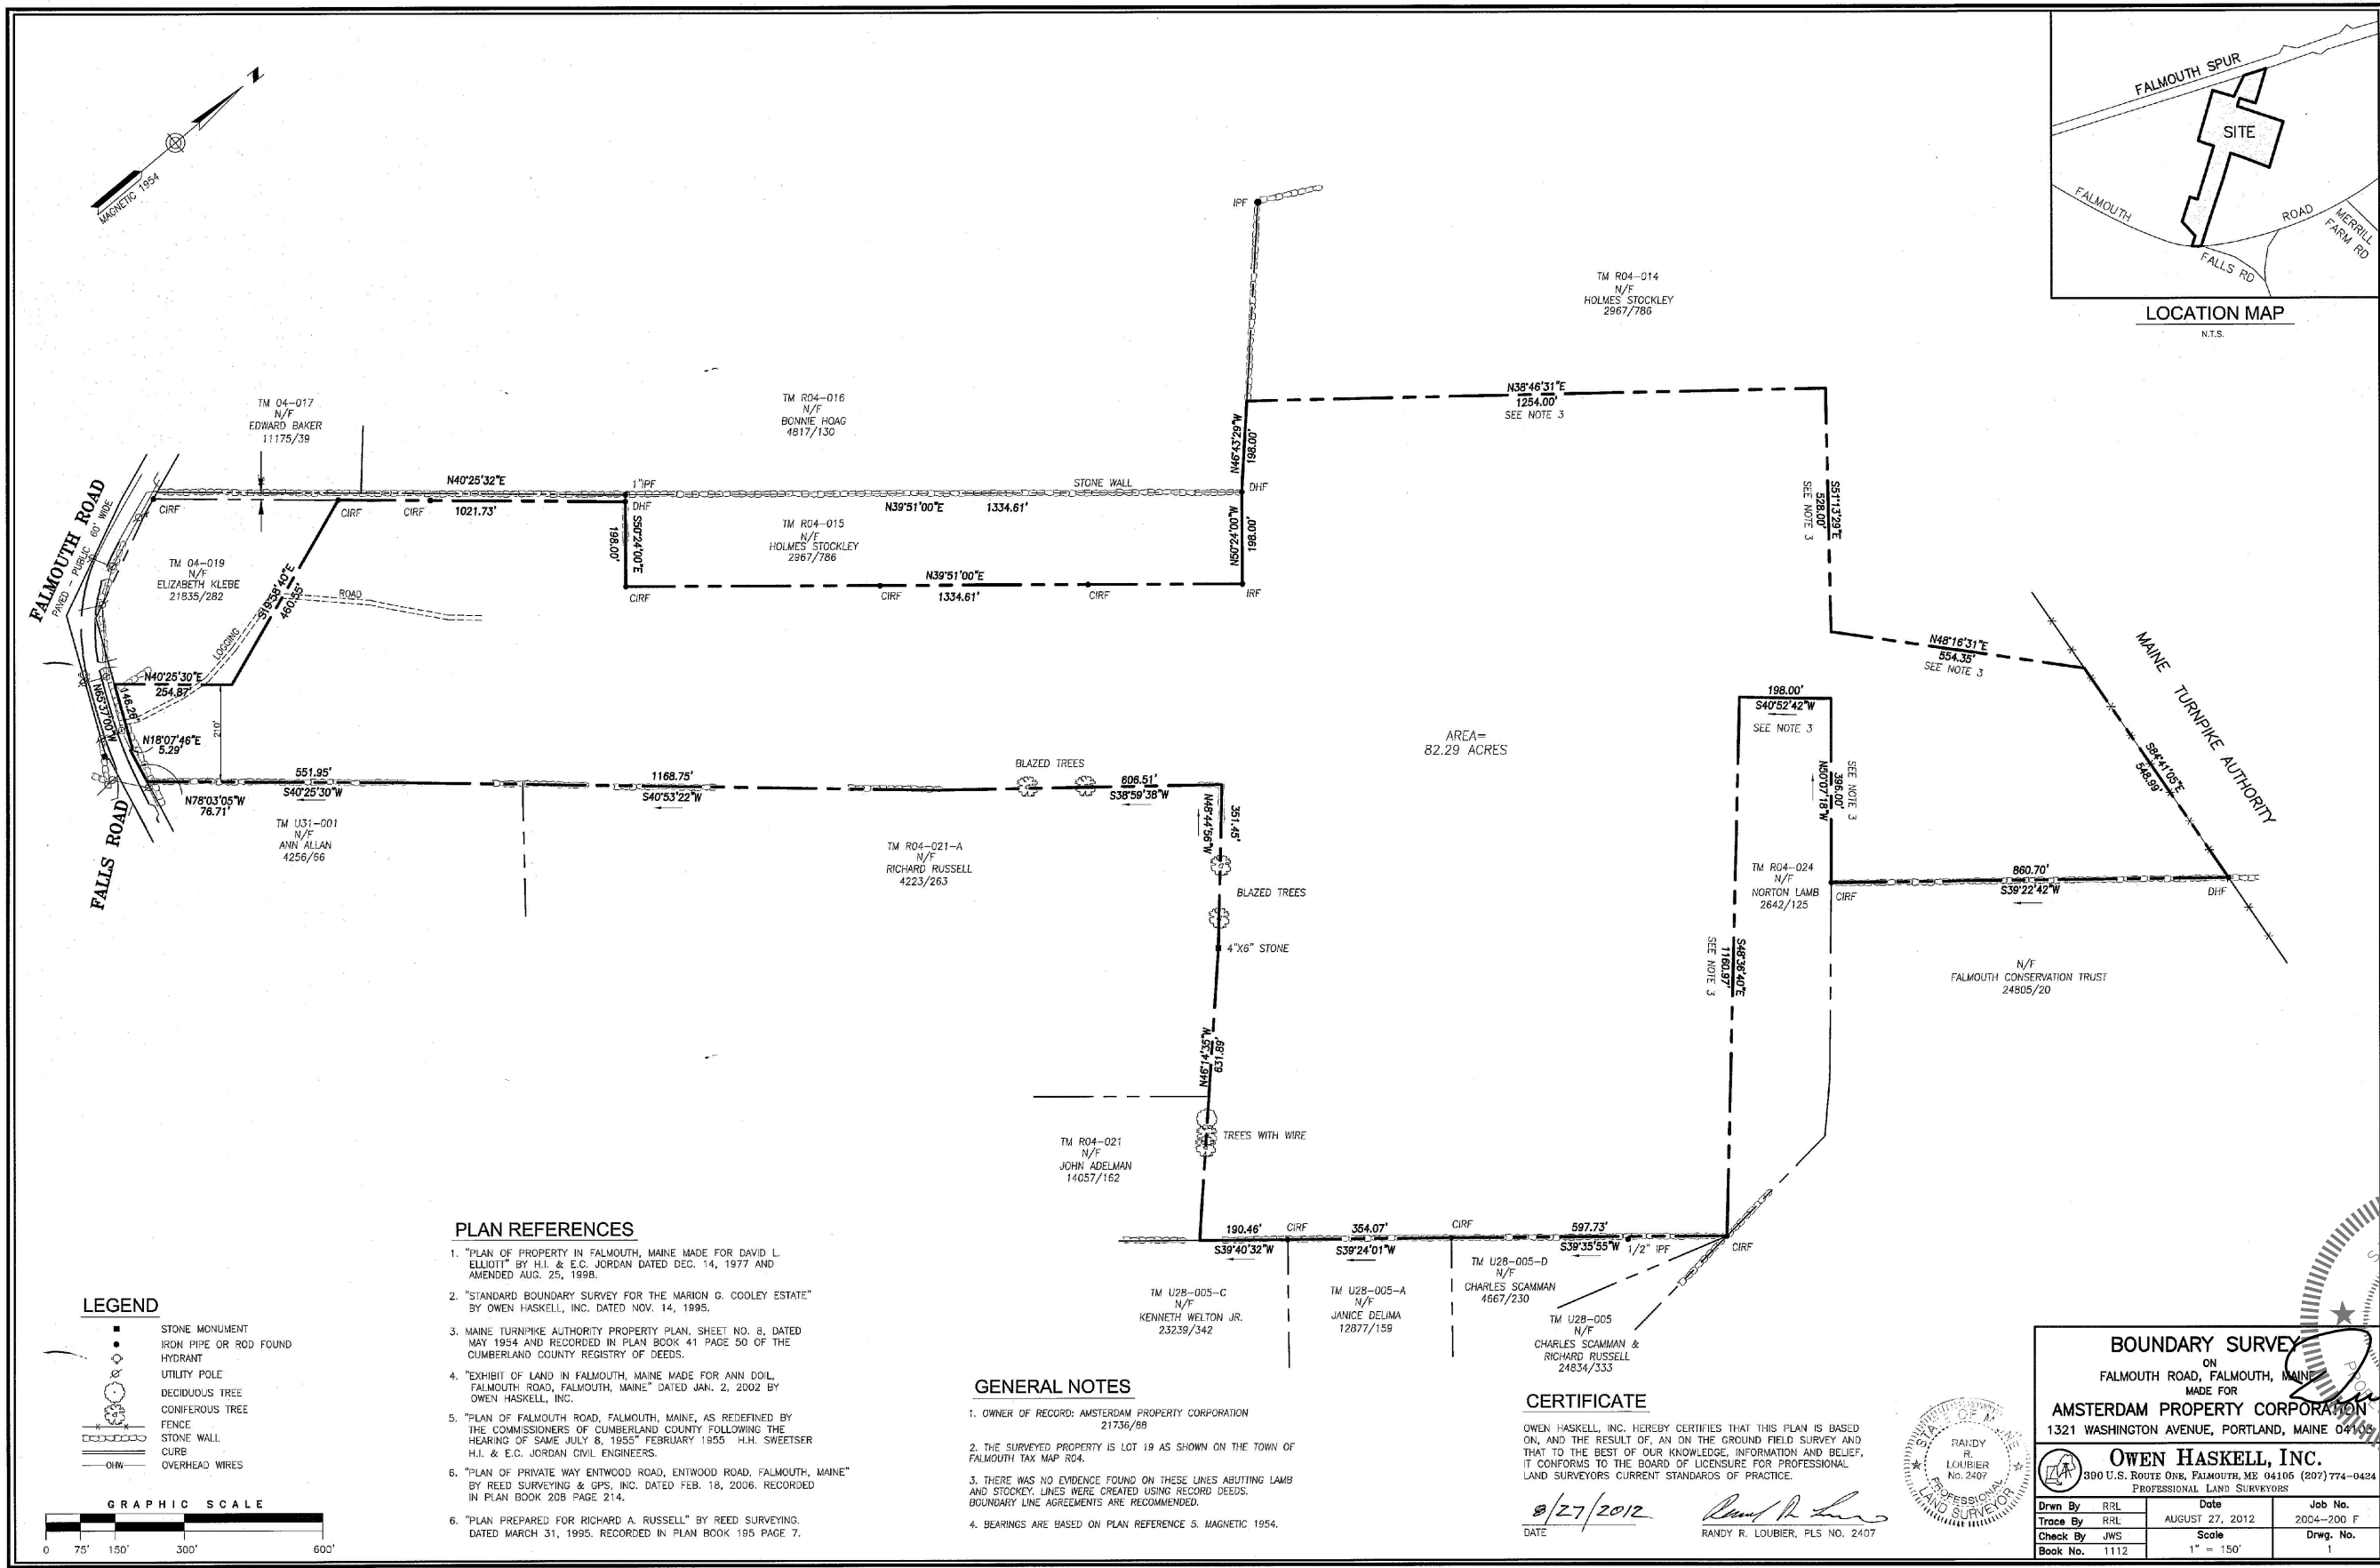 Z
MAGNETIC 1954
FALMOUTH SPUR
SITE
FALMOUTH
ROAD
MERRILL
FARM RD
FALLS RD
LOCATION MAP
N.T.S.
IPF
TM R04-014
N/F
HOLMES STOCKLEY
2967/786
TM 04-017
N/F
EDWARD BAKER
11175/39
TM R04-016
N/F
BONNIE HOAG
4817/130
N38°46'31"E
1254.00'
SEE NOTE 3
N46°43'29"W
198.00'
FALMOUTH ROAD
PAVED - PUBLIC 60' WIDE
CIRF
CIRF
CIRF
N40°25'32"E
1021.73'
1"IPF
DHF
STONE WALL
N39°51'00"E 1334.61'
DHF
S50°24'00"E
198.00'
TM R04-015
N/F
HOLMES STOCKLEY
2967/786
N50°24'00"W
198.00'
S51°13'29"E
528.00'
SEE NOTE 3
TM 04-019
N/F
ELIZABETH KLEBE
21835/282
S19°58'40"E
460.55'
LOGGING
ROAD
CIRF
CIRF
N39°51'00"E
1334.61'
CIRF
IRF
N48°16'31"E
554.35'
SEE NOTE 3
MAINE TURNPIKE AUTHORITY
S84°41'05"E
548.99'
N40°25'30"E
254.87'
N65°37'00"W
146.26'
N18°07'46"E
5.29'
210'
198.00'
S40°52'42"W
SEE NOTE 3
AREA=
82.29 ACRES
N50°07'18"W
396.00'
SEE NOTE 3
551.95'
S40°25'30"W
N78°03'05"W
76.71'
FALLS ROAD
TM U31-001
N/F
ANN ALLAN
4256/66
1168.75'
S40°53'22"W
BLAZED TREES
606.51'
S38°59'38"W
N48°44'56"W
351.45'
TM R04-021-A
N/F
RICHARD RUSSELL
4223/263
BLAZED TREES
4"X6" STONE
TM R04-024
N/F
NORTON LAMB
2642/125
CIRF
860.70'
S39°22'42"W
DHF
S48°36'40"E
1160.97'
SEE NOTE 3
N/F
FALMOUTH CONSERVATION TRUST
24805/20
N46°14'35"W
631.89'
TREES WITH WIRE
TM R04-021
N/F
JOHN ADELMAN
14057/162
190.46'
S39°40'32"W
CIRF
354.07'
S39°24'01"W
CIRF
597.73'
S39°35'55"W
1/2" IPF
CIRF
TM U28-005-C
N/F
KENNETH WELTON JR.
23239/342
TM U28-005-A
N/F
JANICE DELIMA
12877/159
TM U28-005-D
N/F
CHARLES SCAMMAN
4667/230
TM U28-005
N/F
CHARLES SCAMMAN &
RICHARD RUSSELL
24834/333
LEGEND
STONE MONUMENT
IRON PIPE OR ROD FOUND
HYDRANT
UTILITY POLE
DECIDUOUS TREE
CONIFEROUS TREE
FENCE
STONE WALL
CURB
OHW OVERHEAD WIRES
GRAPHIC SCALE
0 75' 150' 300' 600'
PLAN REFERENCES
1. "PLAN OF PROPERTY IN FALMOUTH, MAINE MADE FOR DAVID L.
ELLIOTT" BY H.I. & E.C. JORDAN DATED DEC. 14, 1977 AND
AMENDED AUG. 25, 1998.
2. "STANDARD BOUNDARY SURVEY FOR THE MARION G. COOLEY ESTATE"
BY OWEN HASKELL, INC. DATED NOV. 14, 1995.
3. MAINE TURNPIKE AUTHORITY PROPERTY PLAN, SHEET NO. 8, DATED
MAY 1954 AND RECORDED IN PLAN BOOK 41 PAGE 50 OF THE
CUMBERLAND COUNTY REGISTRY OF DEEDS.
4. "EXHIBIT OF LAND IN FALMOUTH, MAINE MADE FOR ANN DOIL,
FALMOUTH ROAD, FALMOUTH, MAINE" DATED JAN. 2, 2002 BY
OWEN HASKELL, INC.
5. "PLAN OF FALMOUTH ROAD, FALMOUTH, MAINE, AS REDEFINED BY
THE COMMISSIONERS OF CUMBERLAND COUNTY FOLLOWING THE
HEARING OF SAME JULY 8, 1955" FEBRUARY 1955 H.H. SWEETSER
H.I. & E.C. JORDAN CIVIL ENGINEERS.
6. "PLAN OF PRIVATE WAY ENTWOOD ROAD, ENTWOOD ROAD, FALMOUTH, MAINE"
BY REED SURVEYING & GPS, INC. DATED FEB. 18, 2006. RECORDED
IN PLAN BOOK 208 PAGE 214.
6. "PLAN PREPARED FOR RICHARD A. RUSSELL" BY REED SURVEYING.
DATED MARCH 31, 1995. RECORDED IN PLAN BOOK 195 PAGE 7.
GENERAL NOTES
1. OWNER OF RECORD: AMSTERDAM PROPERTY CORPORATION
21736/88
2. THE SURVEYED PROPERTY IS LOT 19 AS SHOWN ON THE TOWN OF
FALMOUTH TAX MAP R04.
3. THERE WAS NO EVIDENCE FOUND ON THESE LINES ABUTTING LAMB
AND STOCKEY. LINES WERE CREATED USING RECORD DEEDS.
BOUNDARY LINE AGREEMENTS ARE RECOMMENDED.
4. BEARINGS ARE BASED ON PLAN REFERENCE 5. MAGNETIC 1954.
CERTIFICATE
OWEN HASKELL, INC. HEREBY CERTIFIES THAT THIS PLAN IS BASED
ON, AND THE RESULT OF, AN ON THE GROUND FIELD SURVEY AND
THAT TO THE BEST OF OUR KNOWLEDGE, INFORMATION AND BELIEF,
IT CONFORMS TO THE BOARD OF LICENSURE FOR PROFESSIONAL
LAND SURVEYORS CURRENT STANDARDS OF PRACTICE.
8/27/2012
DATE
RANDY R. LOUBIER, PLS NO. 2407
STATE OF MAINE
RANDY
R.
LOUBIER
No. 2407
PROFESSIONAL
LAND SURVEYOR
BOUNDARY SURVEY
ON
FALMOUTH ROAD, FALMOUTH, MAINE
MADE FOR
AMSTERDAM PROPERTY CORPORATION
1321 WASHINGTON AVENUE, PORTLAND, MAINE 04103
OWEN HASKELL, INC.
390 U.S. ROUTE ONE, FALMOUTH, ME 04105 (207) 774-0424
PROFESSIONAL LAND SURVEYORS
Drwn By RRL Date Job No.
Trace By RRL AUGUST 27, 2012 2004-200 F
Check By JWS Scale Drwg. No.
Book No. 1112 1" = 150' 1